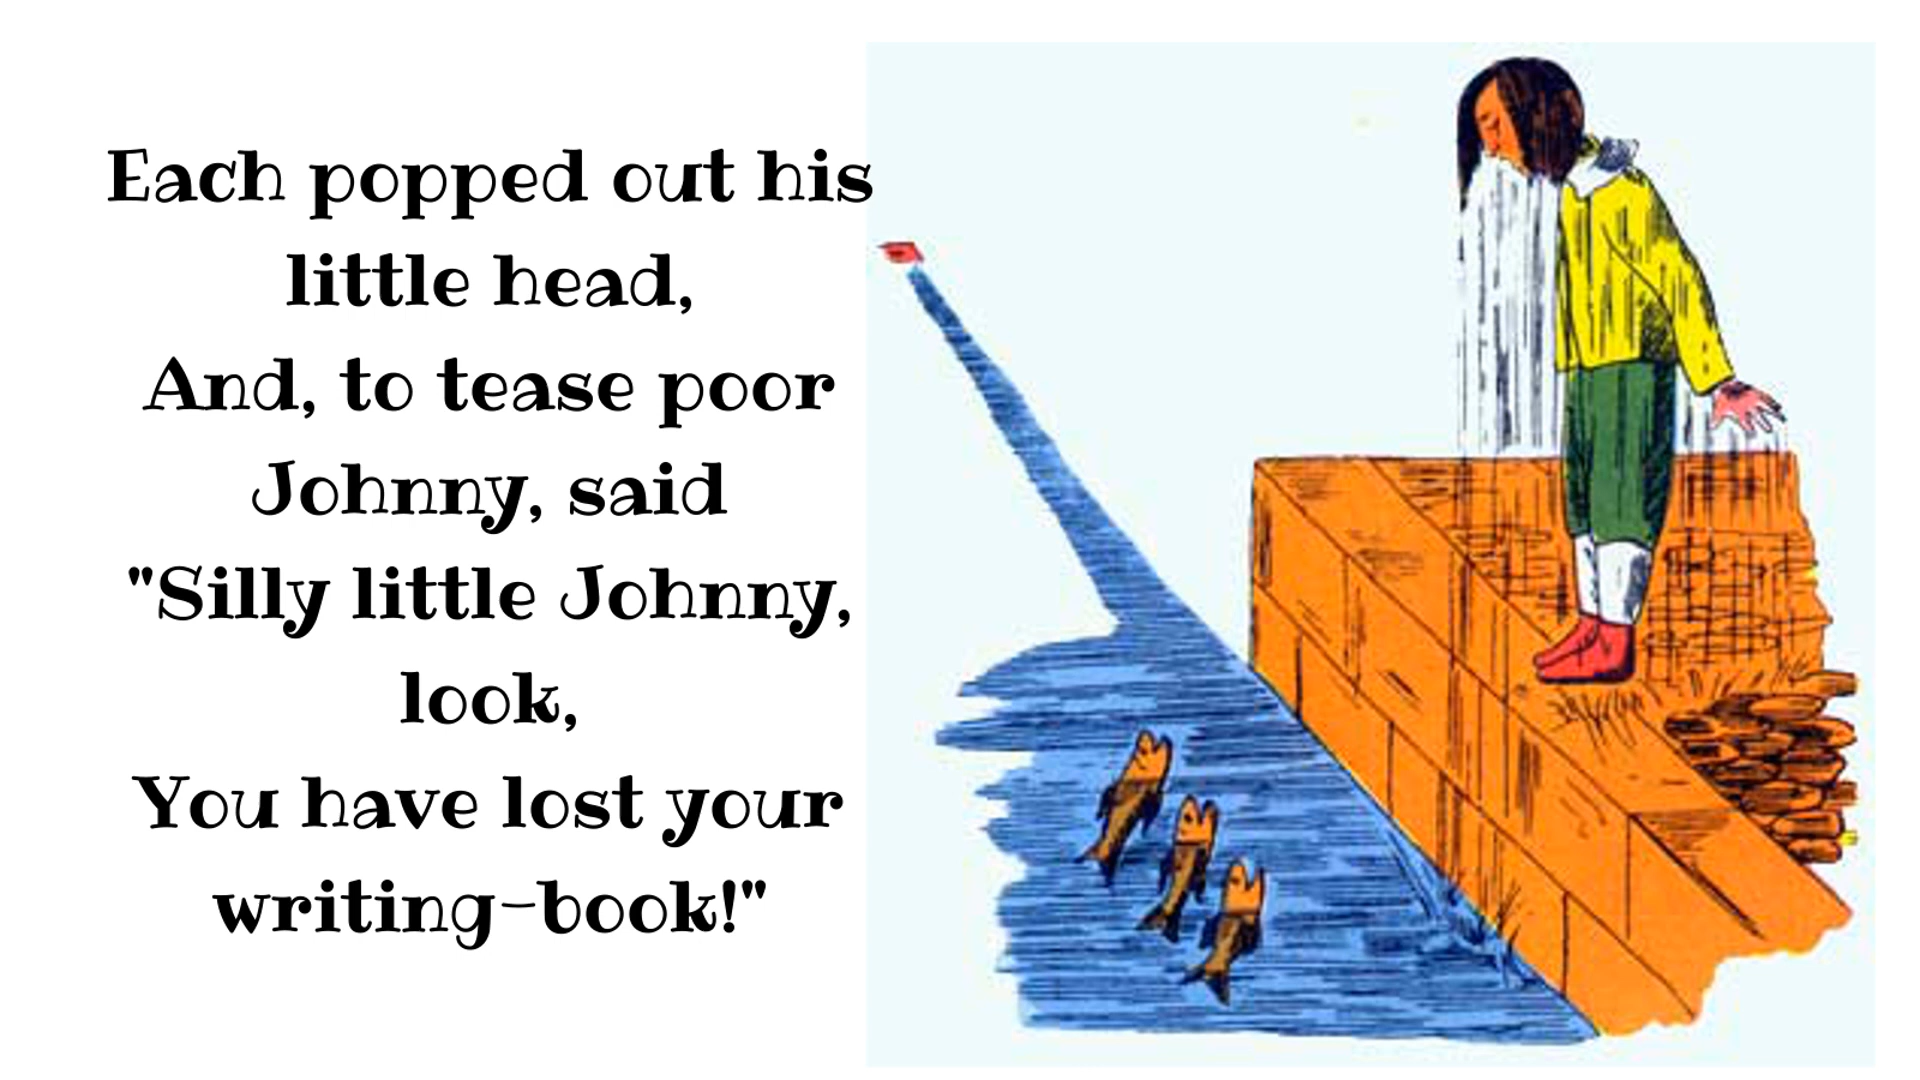 Each popped out his
little head,
And, to tease poor
Johnny, said
"Silly little Johnny,
look,
You have lost your
writing-book!"